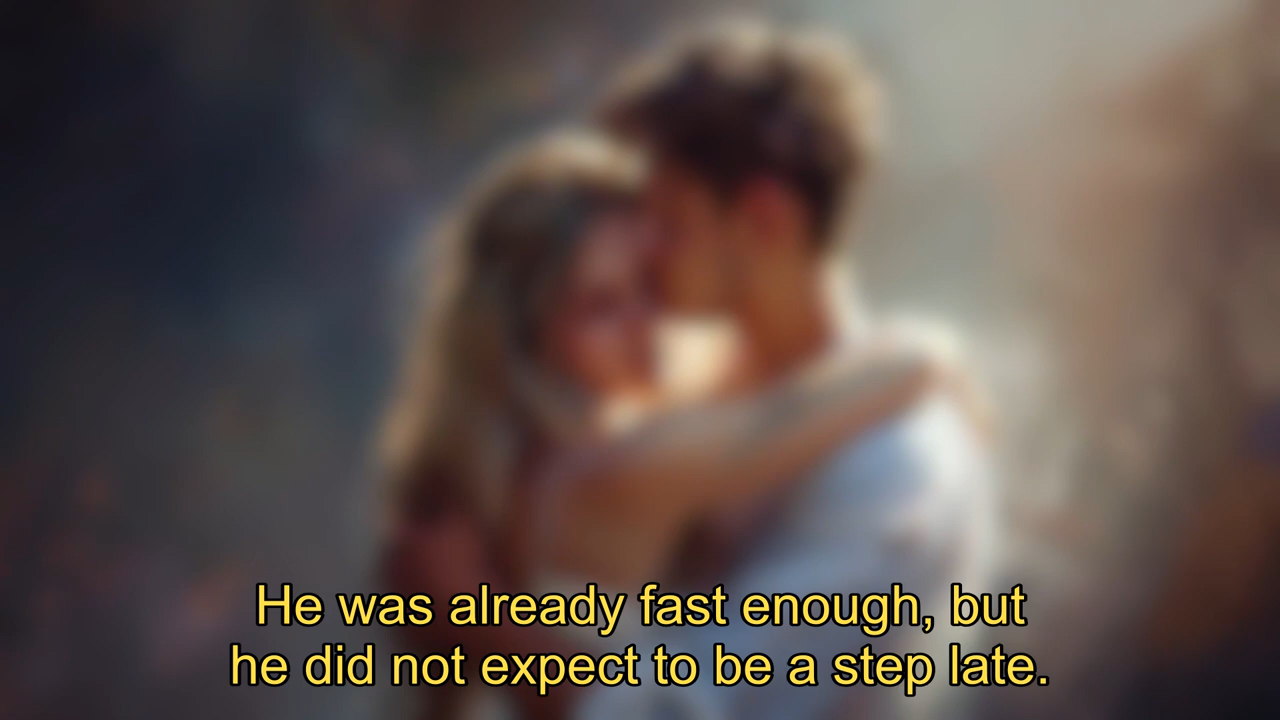 He was already fast enough, but
he did not expect to be a step late.